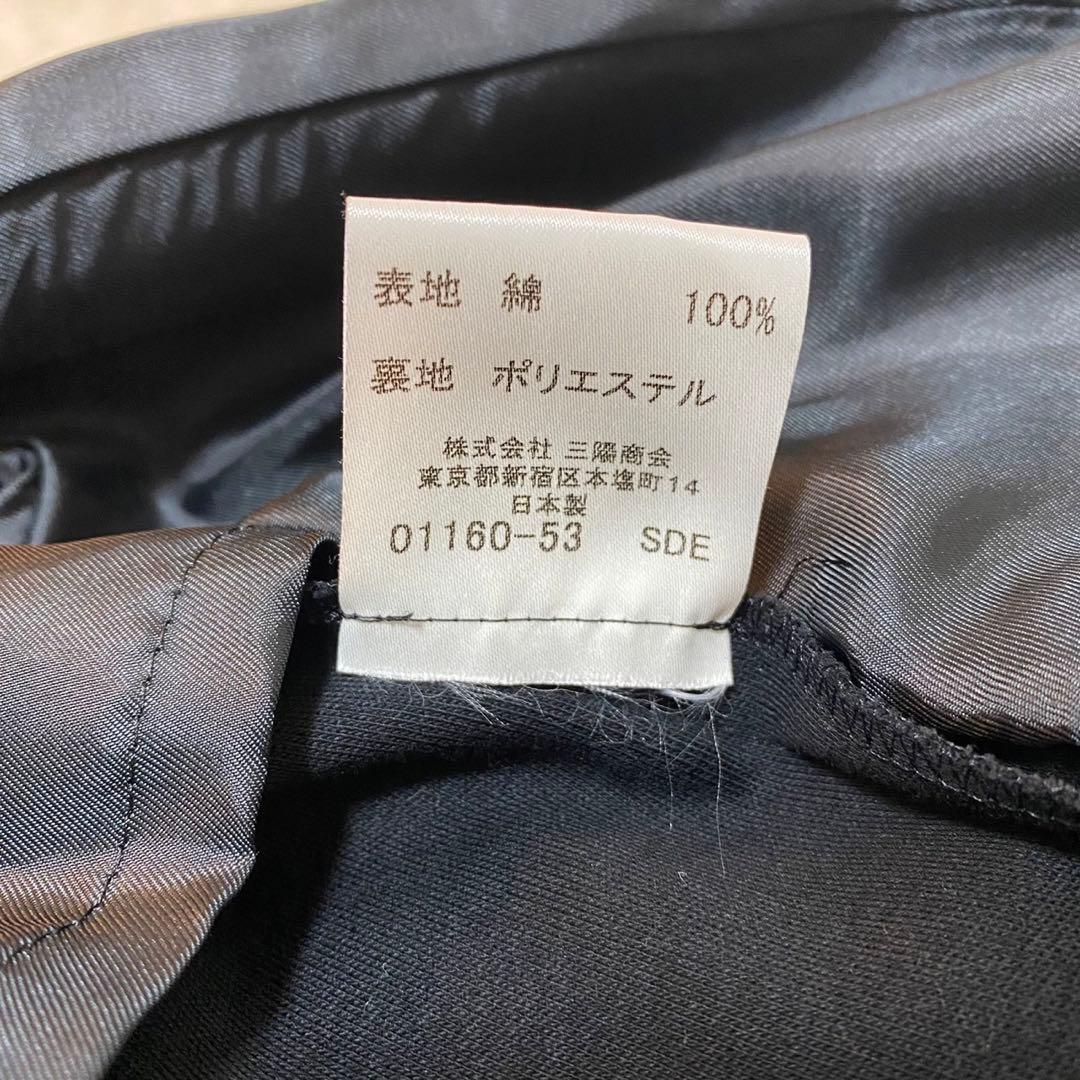 表地 綿 100%
裏地 ポリエステル
株式会社 三陽商会
東京都新宿区本塩町14
日本製
01160-53 SDE